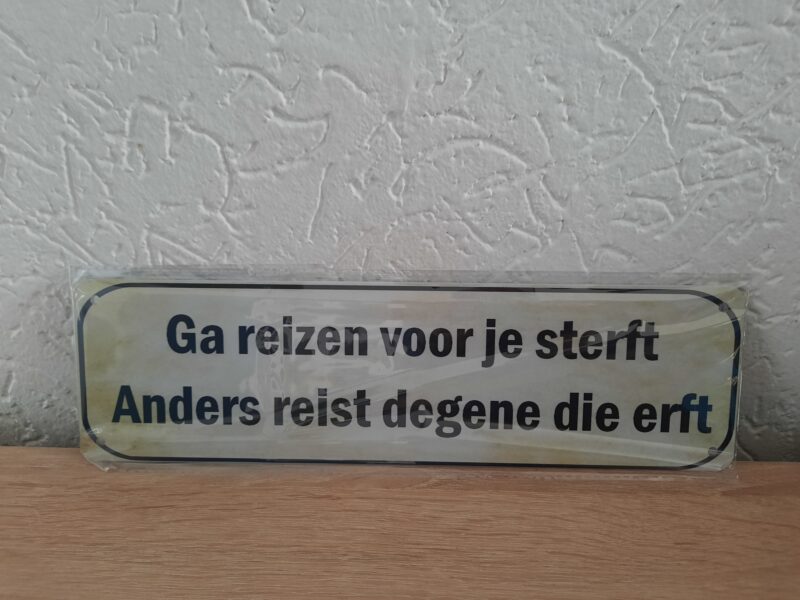 Ga reizen voor je sterft
Anders reist degene die erft